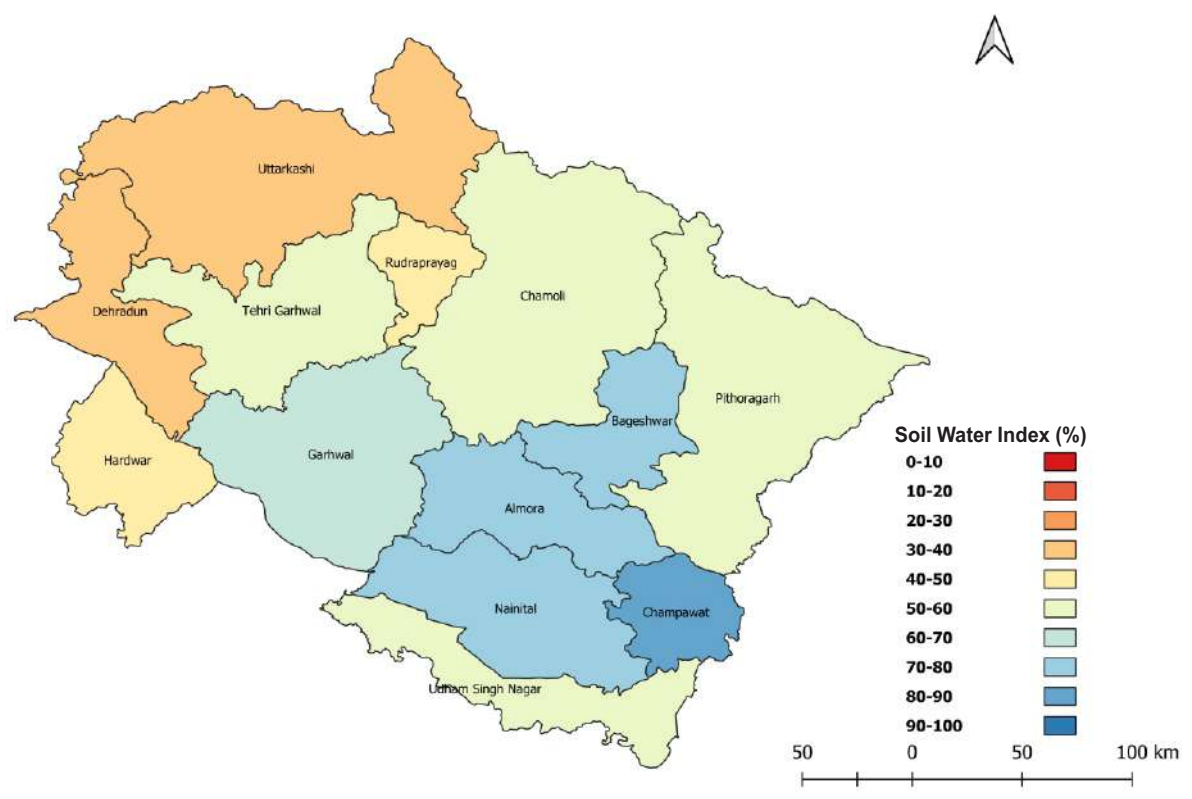 Uttarkashi
Rudraprayag
Chamoli
Dehradun
Tehri Garhwal
Pithoragarh
Bageshwar
Hardwar
Garhwal
Almora
Nainital
Champawat
Udham Singh Nagar
Soil Water Index (%)
0-10
10-20
20-30
30-40
40-50
50-60
60-70
70-80
80-90
90-100
50 0 50 100 km